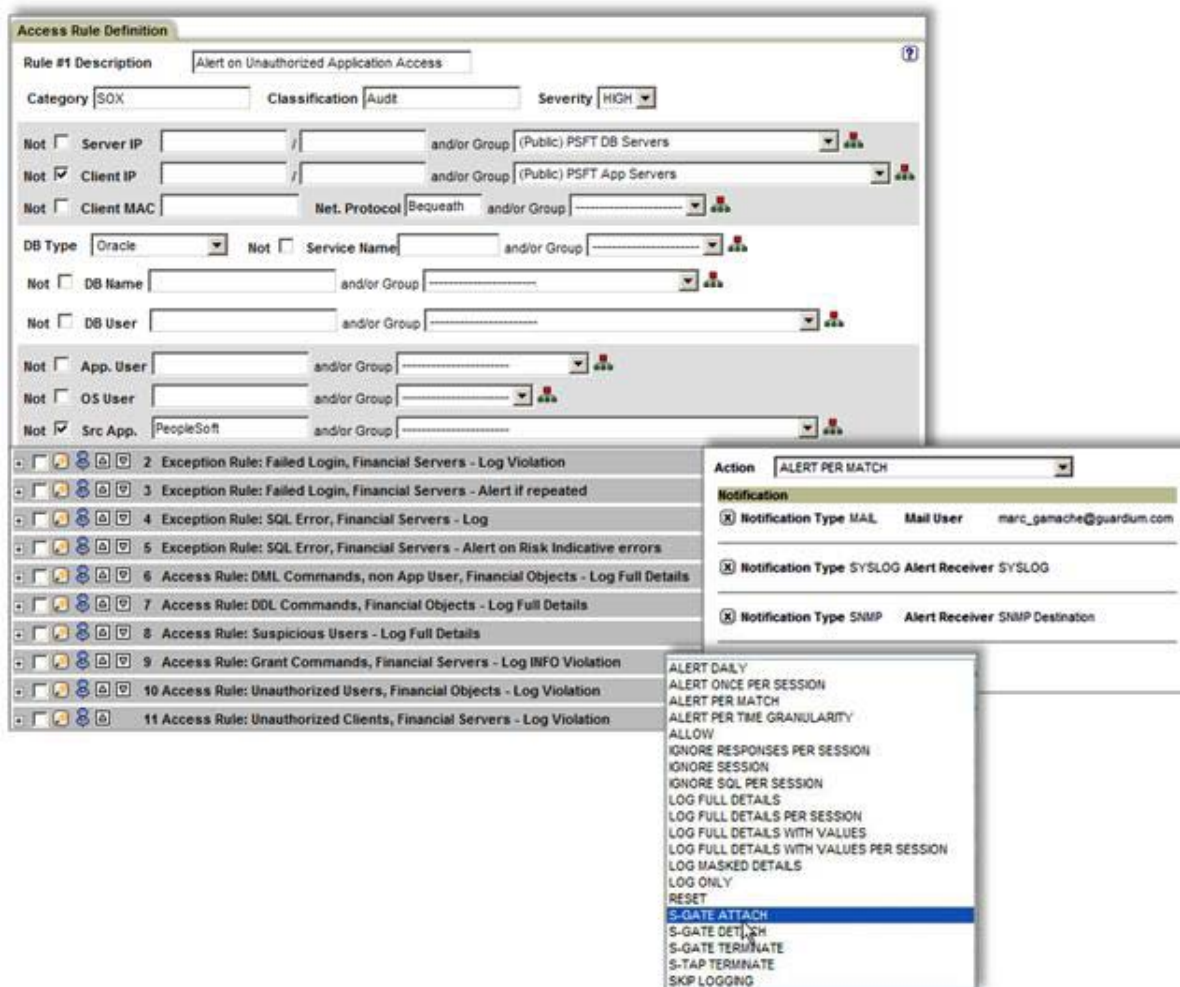 Access Rule Definition
Rule #1 Description Alert on Unauthorized Application Access ?
Category SOX Classification Audit Severity HIGH
Not Server IP / and/or Group (Public) PSFT DB Servers
Not Client IP / and/or Group (Public) PSFT App Servers
Not Client MAC Net. Protocol Bequeath and/or Group ------------------------
DB Type Oracle Not Service Name and/or Group ------------------------
Not DB Name and/or Group ------------------------
Not DB User and/or Group ------------------------
Not App. User and/or Group ------------------------
Not OS User and/or Group ------------------------
Not Src App. PeopleSoft and/or Group ------------------------
2 Exception Rule: Failed Login, Financial Servers - Log Violation
3 Exception Rule: Failed Login, Financial Servers - Alert if repeated
4 Exception Rule: SQL Error, Financial Servers - Log
5 Exception Rule: SQL Error, Financial Servers - Alert on Risk Indicative errors
6 Access Rule: DML Commands, non App User, Financial Objects - Log Full Details
7 Access Rule: DDL Commands, Financial Objects - Log Full Details
8 Access Rule: Suspicious Users - Log Full Details
9 Access Rule: Grant Commands, Financial Servers - Log INFO Violation
10 Access Rule: Unauthorized Users, Financial Objects - Log Violation
11 Access Rule: Unauthorized Clients, Financial Servers - Log Violation
Action ALERT PER MATCH
Notification
Notification Type MAIL Mail User marc_gamache@guardium.com
Notification Type SYSLOG Alert Receiver SYSLOG
Notification Type SNMP Alert Receiver SNMP Destination
ALERT DAILY
ALERT ONCE PER SESSION
ALERT PER MATCH
ALERT PER TIME GRANULARITY
ALLOW
IGNORE RESPONSES PER SESSION
IGNORE SESSION
IGNORE SQL PER SESSION
LOG FULL DETAILS
LOG FULL DETAILS PER SESSION
LOG FULL DETAILS WITH VALUES
LOG FULL DETAILS WITH VALUES PER SESSION
LOG MASKED DETAILS
LOG ONLY
RESET
S-GATE ATTACH
S-GATE DETACH
S-GATE TERMINATE
S-TAP TERMINATE
SKIP LOGGING